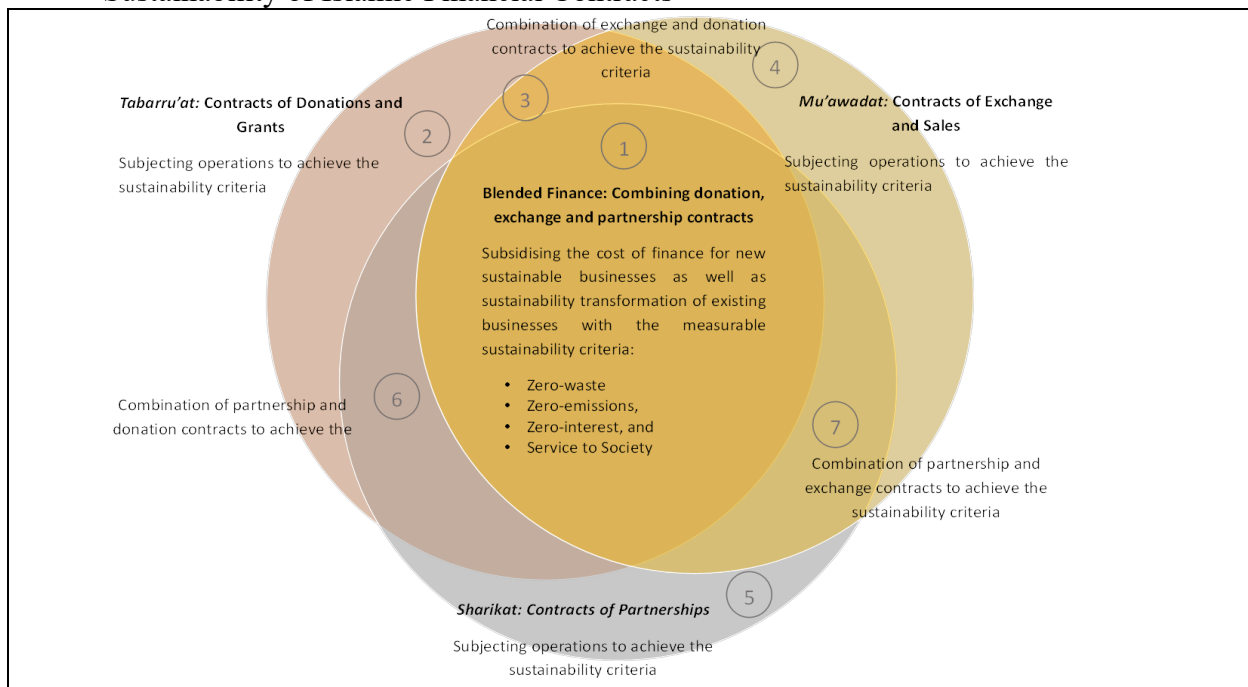 Sustainability of Islamic Financial Contracts
Combination of exchange and donation
contracts to achieve the sustainability
criteria
4
3
Tabarru'at: Contracts of Donations and
Grants
2
Mu'awadat: Contracts of Exchange
and Sales
1
Subjecting operations to achieve the
sustainability criteria
Subjecting operations to achieve the
sustainability criteria
Blended Finance: Combining donation,
exchange and partnership contracts
Subsidising the cost of finance for new
sustainable businesses as well as
sustainability transformation of existing
businesses with the measurable
sustainability criteria:
• Zero-waste
• Zero-emissions,
• Zero-interest, and
• Service to Society
6
Combination of partnership and
donation contracts to achieve the
7
Combination of partnership and
exchange contracts to achieve the
sustainability criteria
5
Sharikat: Contracts of Partnerships
Subjecting operations to achieve the
sustainability criteria